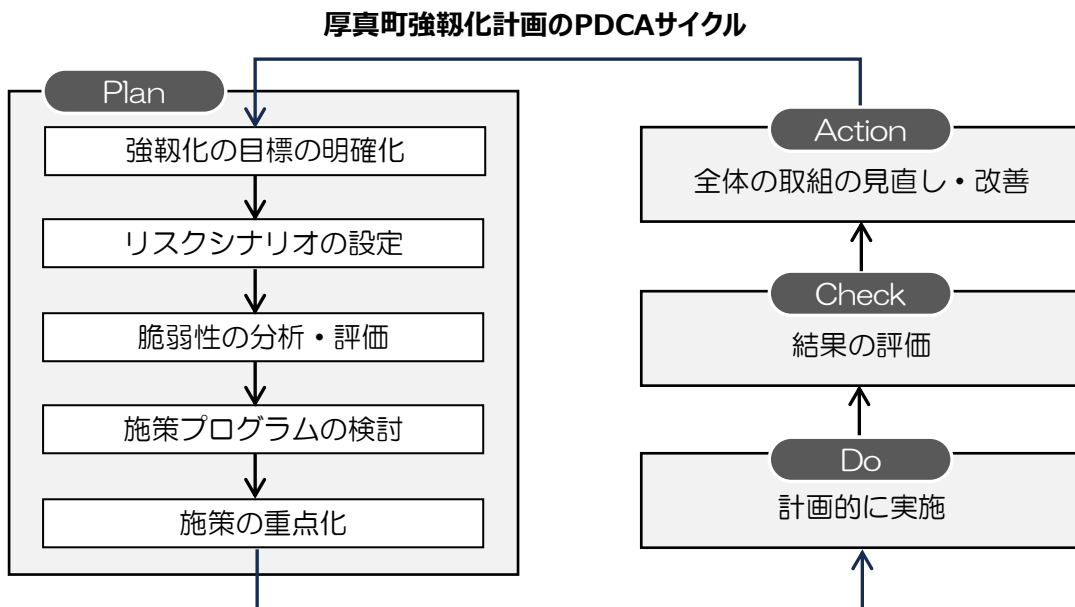 厚真町強靱化計画のPDCAサイクル
Plan
強靱化の目標の明確化
リスクシナリオの設定
脆弱性の分析・評価
施策プログラムの検討
施策の重点化
Action
全体の取組の見直し・改善
Check
結果の評価
Do
計画的に実施